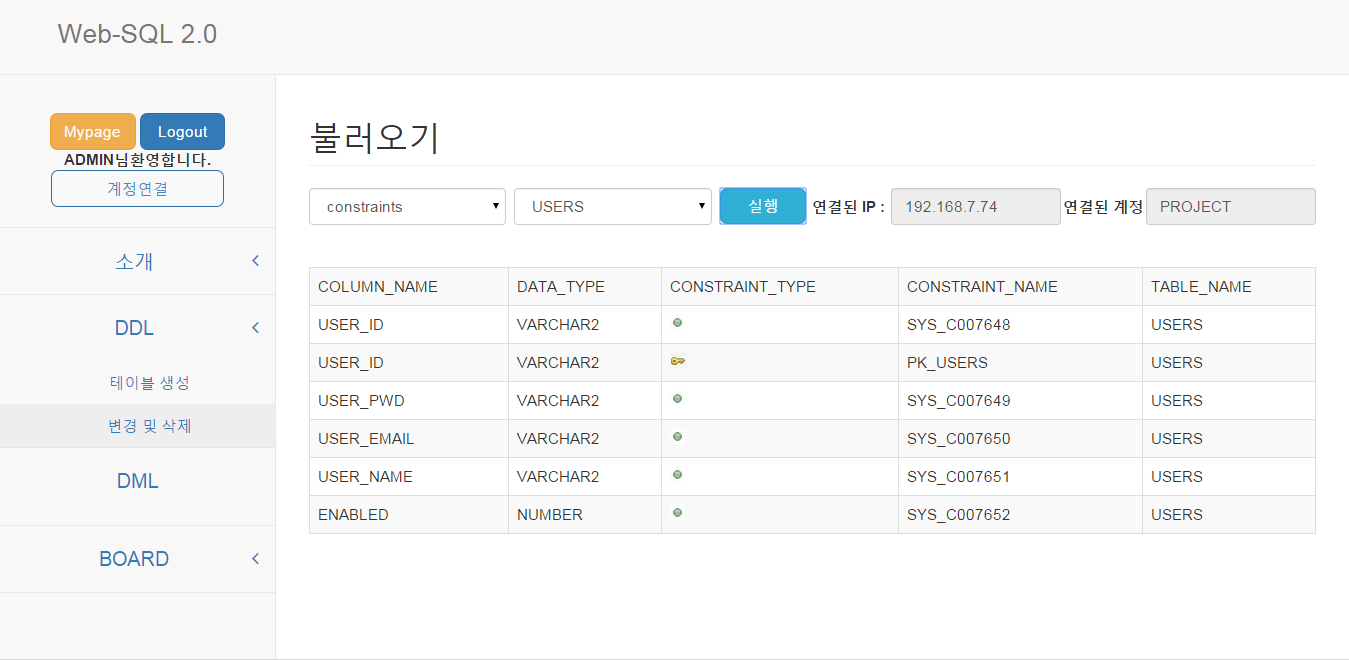 Web-SQL 2.0
Mypage Logout
ADMIN님환영합니다.
계정연결
소개
DDL
테이블 생성
변경 및 삭제
DML
BOARD
불러오기
constraints USERS 실행 연결된 IP : 192.168.7.74 연결된 계정 PROJECT
COLUMN_NAME DATA_TYPE CONSTRAINT_TYPE CONSTRAINT_NAME TABLE_NAME
USER_ID VARCHAR2 SYS_C007648 USERS
USER_ID VARCHAR2 PK_USERS USERS
USER_PWD VARCHAR2 SYS_C007649 USERS
USER_EMAIL VARCHAR2 SYS_C007650 USERS
USER_NAME VARCHAR2 SYS_C007651 USERS
ENABLED NUMBER SYS_C007652 USERS